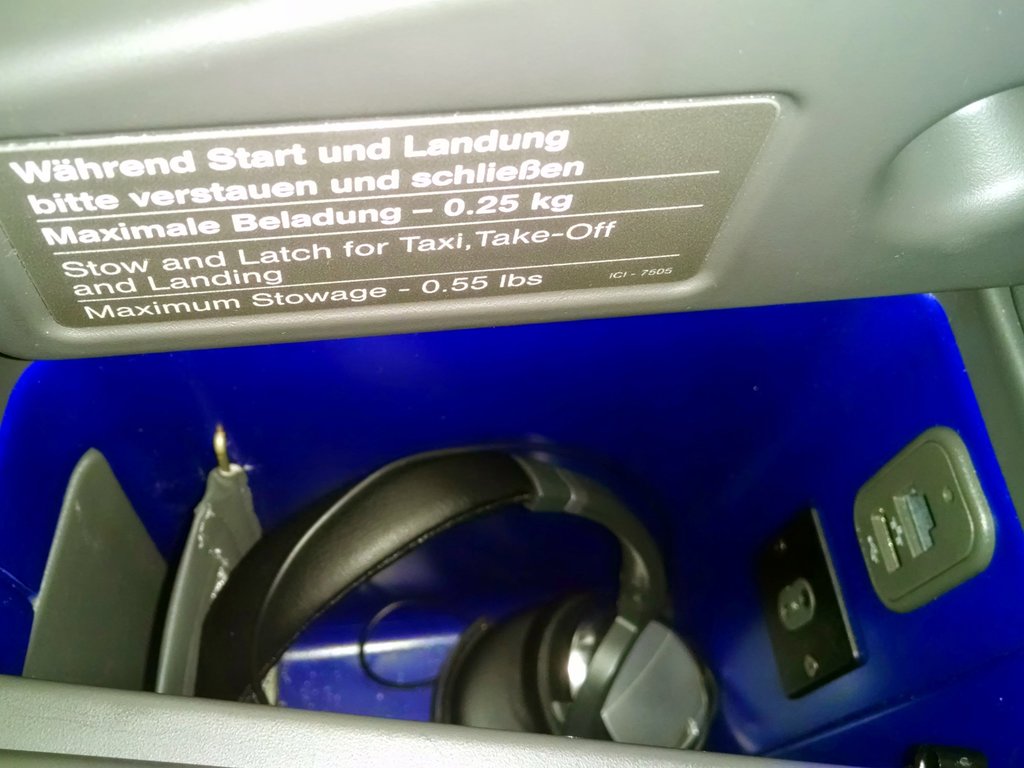 Während Start und Landung
bitte verstauen und schließen
Maximale Beladung – 0.25 kg
Stow and Latch for Taxi, Take-Off
and Landing
Maximum Stowage - 0.55 lbs
ICI - 7505